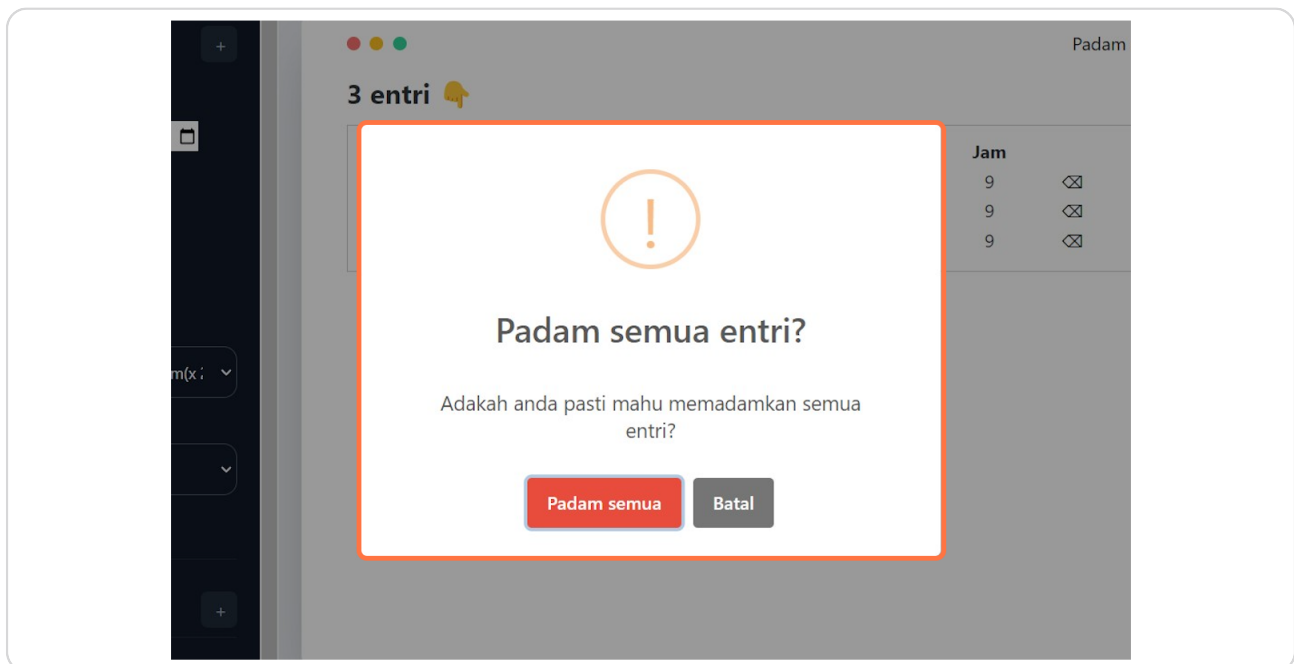 +
Padam
3 entri 👇
Jam
9 ⌫
9 ⌫
9 ⌫
!
Padam semua entri?
m(x
Adakah anda pasti mahu memadamkan semua
entri?
Padam semua Batal
+